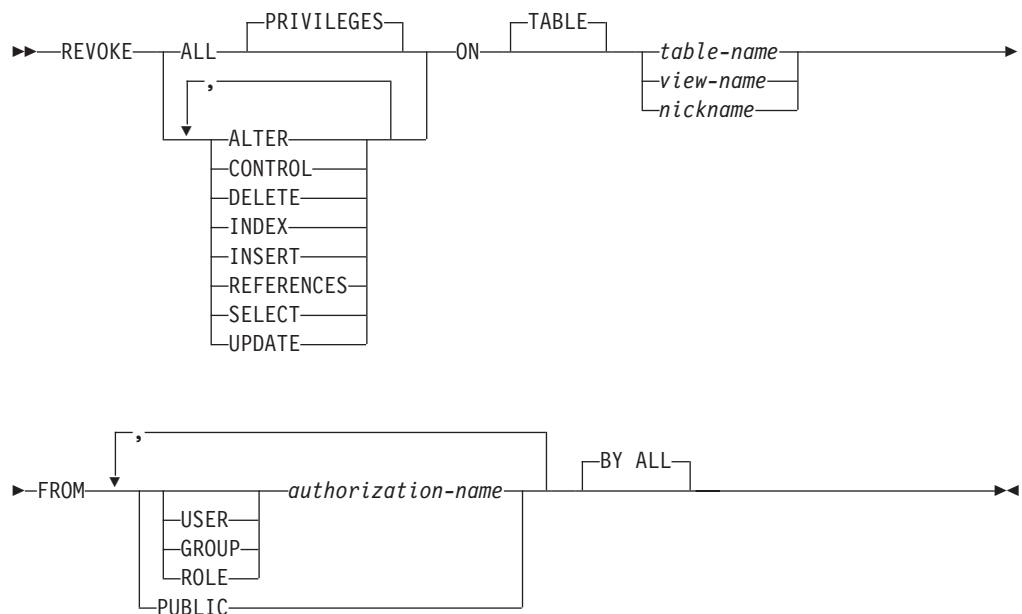 PRIVILEGES TABLE
REVOKE ALL ON table-name
, view-name
nickname
ALTER
CONTROL
DELETE
INDEX
INSERT
REFERENCES
SELECT
UPDATE
,
BY ALL
FROM authorization-name
USER
GROUP
ROLE
PUBLIC